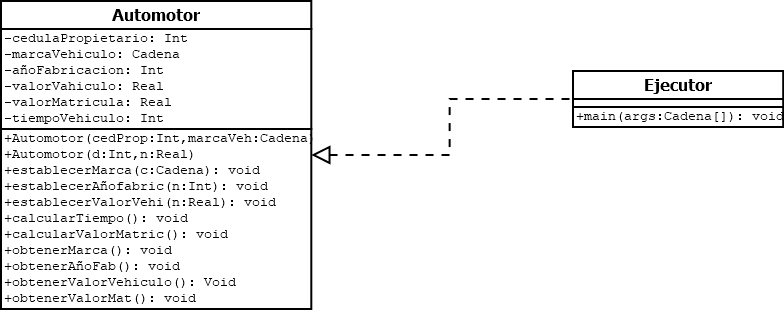 Automotor
-cedulaPropietario: Int
-marcaVehiculo: Cadena
-añoFabricacion: Int
-valorVahiculo: Real
-valorMatricula: Real
-tiempoVehiculo: Int
+Automotor(cedProp:Int,marcaVeh:Cadena
+Automotor(d:Int,n:Real)
+establecerMarca(c:Cadena): void
+establecerAñofabric(n:Int): void
+establecerValorVehi(n:Real): void
+calcularTiempo(): void
+calcularValorMatric(): void
+obtenerMarca(): void
+obtenerAñoFab(): void
+obtenerValorVehiculo(): Void
+obtenerValorMat(): void
Ejecutor
+main(args:Cadena[]): void